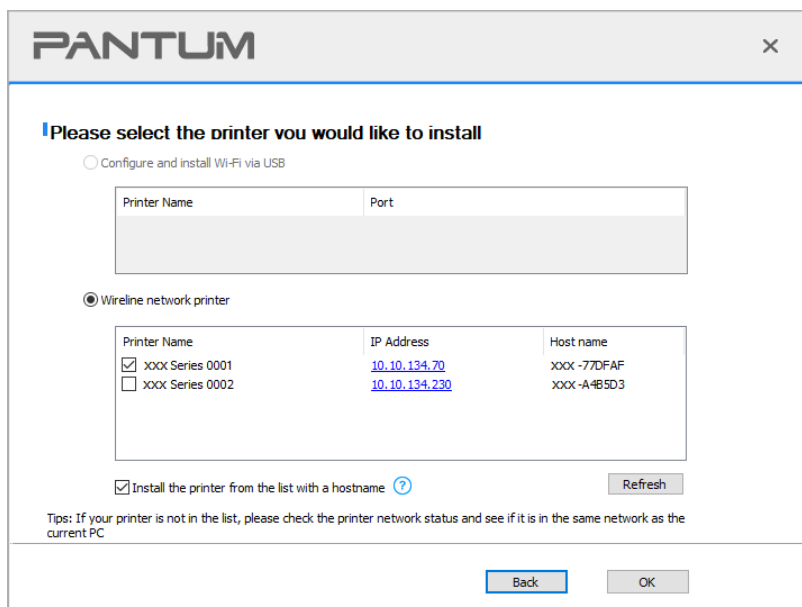 PANTUM
Please select the printer you would like to install
Configure and install Wi-Fi via USB
Printer Name Port
Wireline network printer
Printer Name IP Address Host name
XXX Series 0001 10.10.134.70 XXX -77DFAF
XXX Series 0002 10.10.134.230 XXX -A4B5D3
Install the printer from the list with a hostname ? Refresh
Tips: If your printer is not in the list, please check the printer network status and see if it is in the same network as the
current PC
Back OK